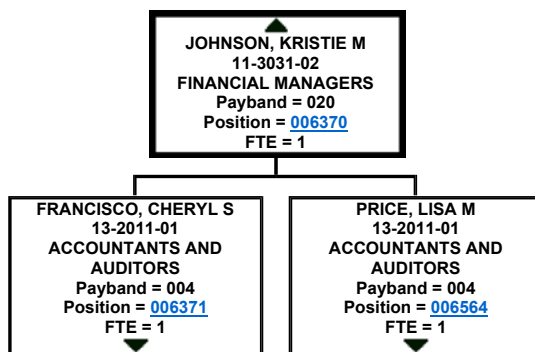 JOHNSON, KRISTIE M
11-3031-02
FINANCIAL MANAGERS
Payband = 020
Position = 006370
FTE = 1
FRANCISCO, CHERYL S
13-2011-01
ACCOUNTANTS AND
AUDITORS
Payband = 004
Position = 006371
FTE = 1
PRICE, LISA M
13-2011-01
ACCOUNTANTS AND
AUDITORS
Payband = 004
Position = 006564
FTE = 1